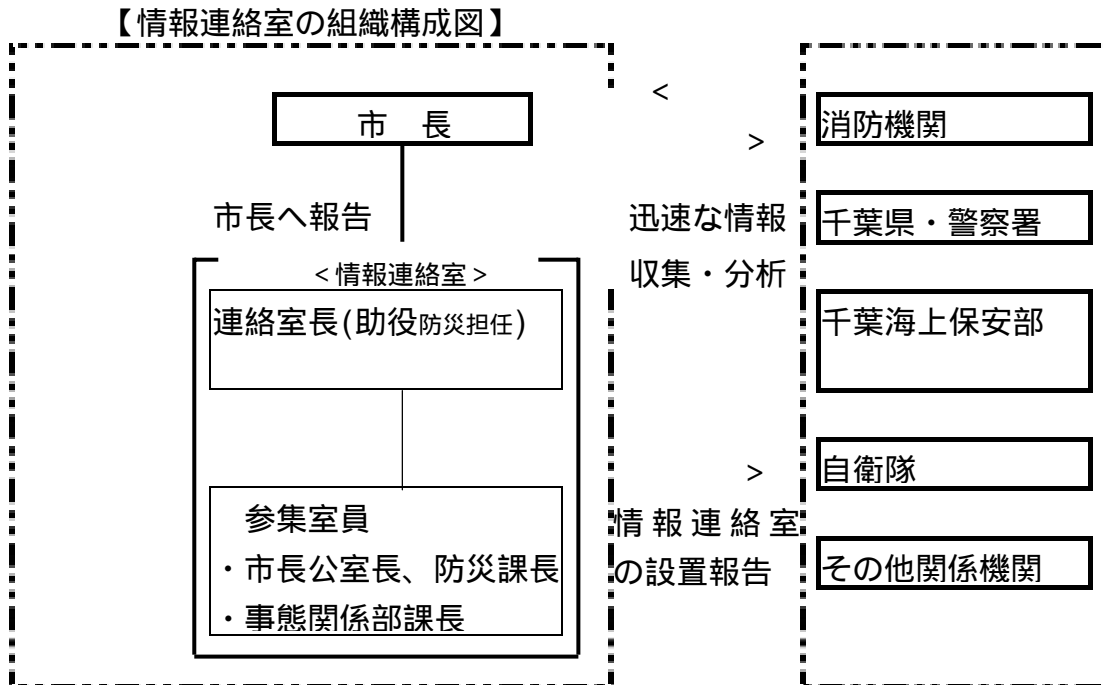 【情報連絡室の組織構成図】
市　長
市長へ報告
<情報連絡室>
連絡室長(助役防災担任)
参集室員
・市長公室長、防災課長
・事態関係部課長
<
>
迅速な情報
収集・分析
>
情報連絡室
の設置報告
消防機関
千葉県・警察署
千葉海上保安部
自衛隊
その他関係機関